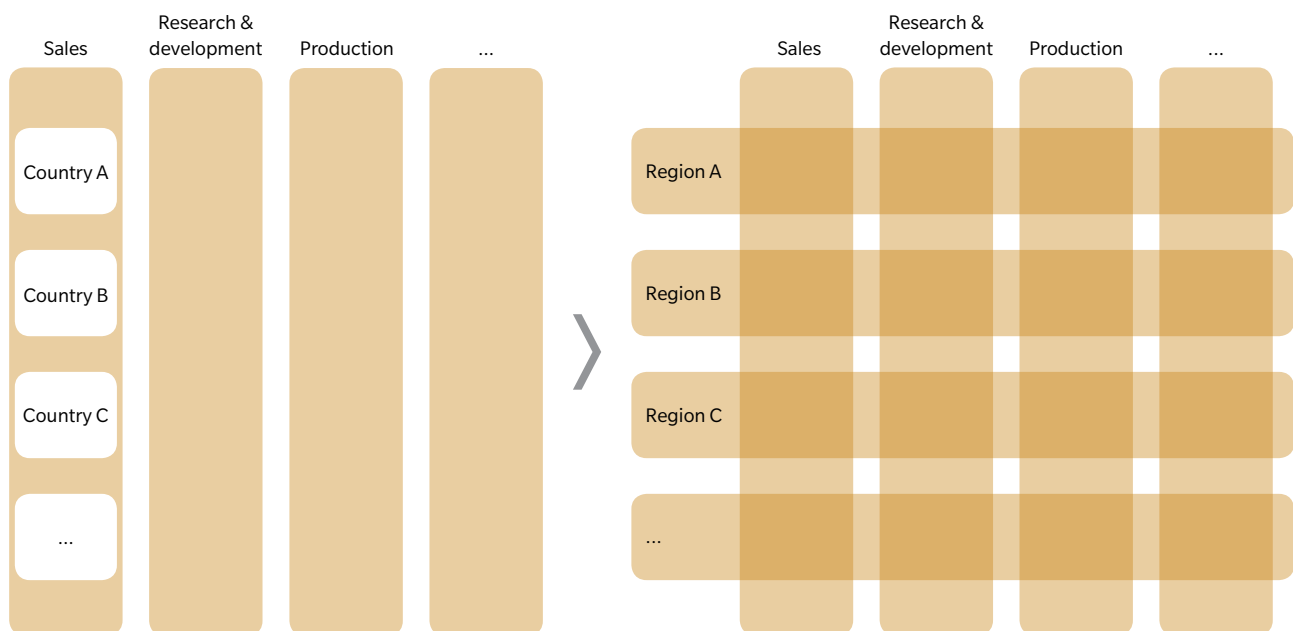 Sales
Research &
development
Production
...
Country A
Country B
Country C
...
Sales
Research &
development
Production
...
Region A
Region B
Region C
...